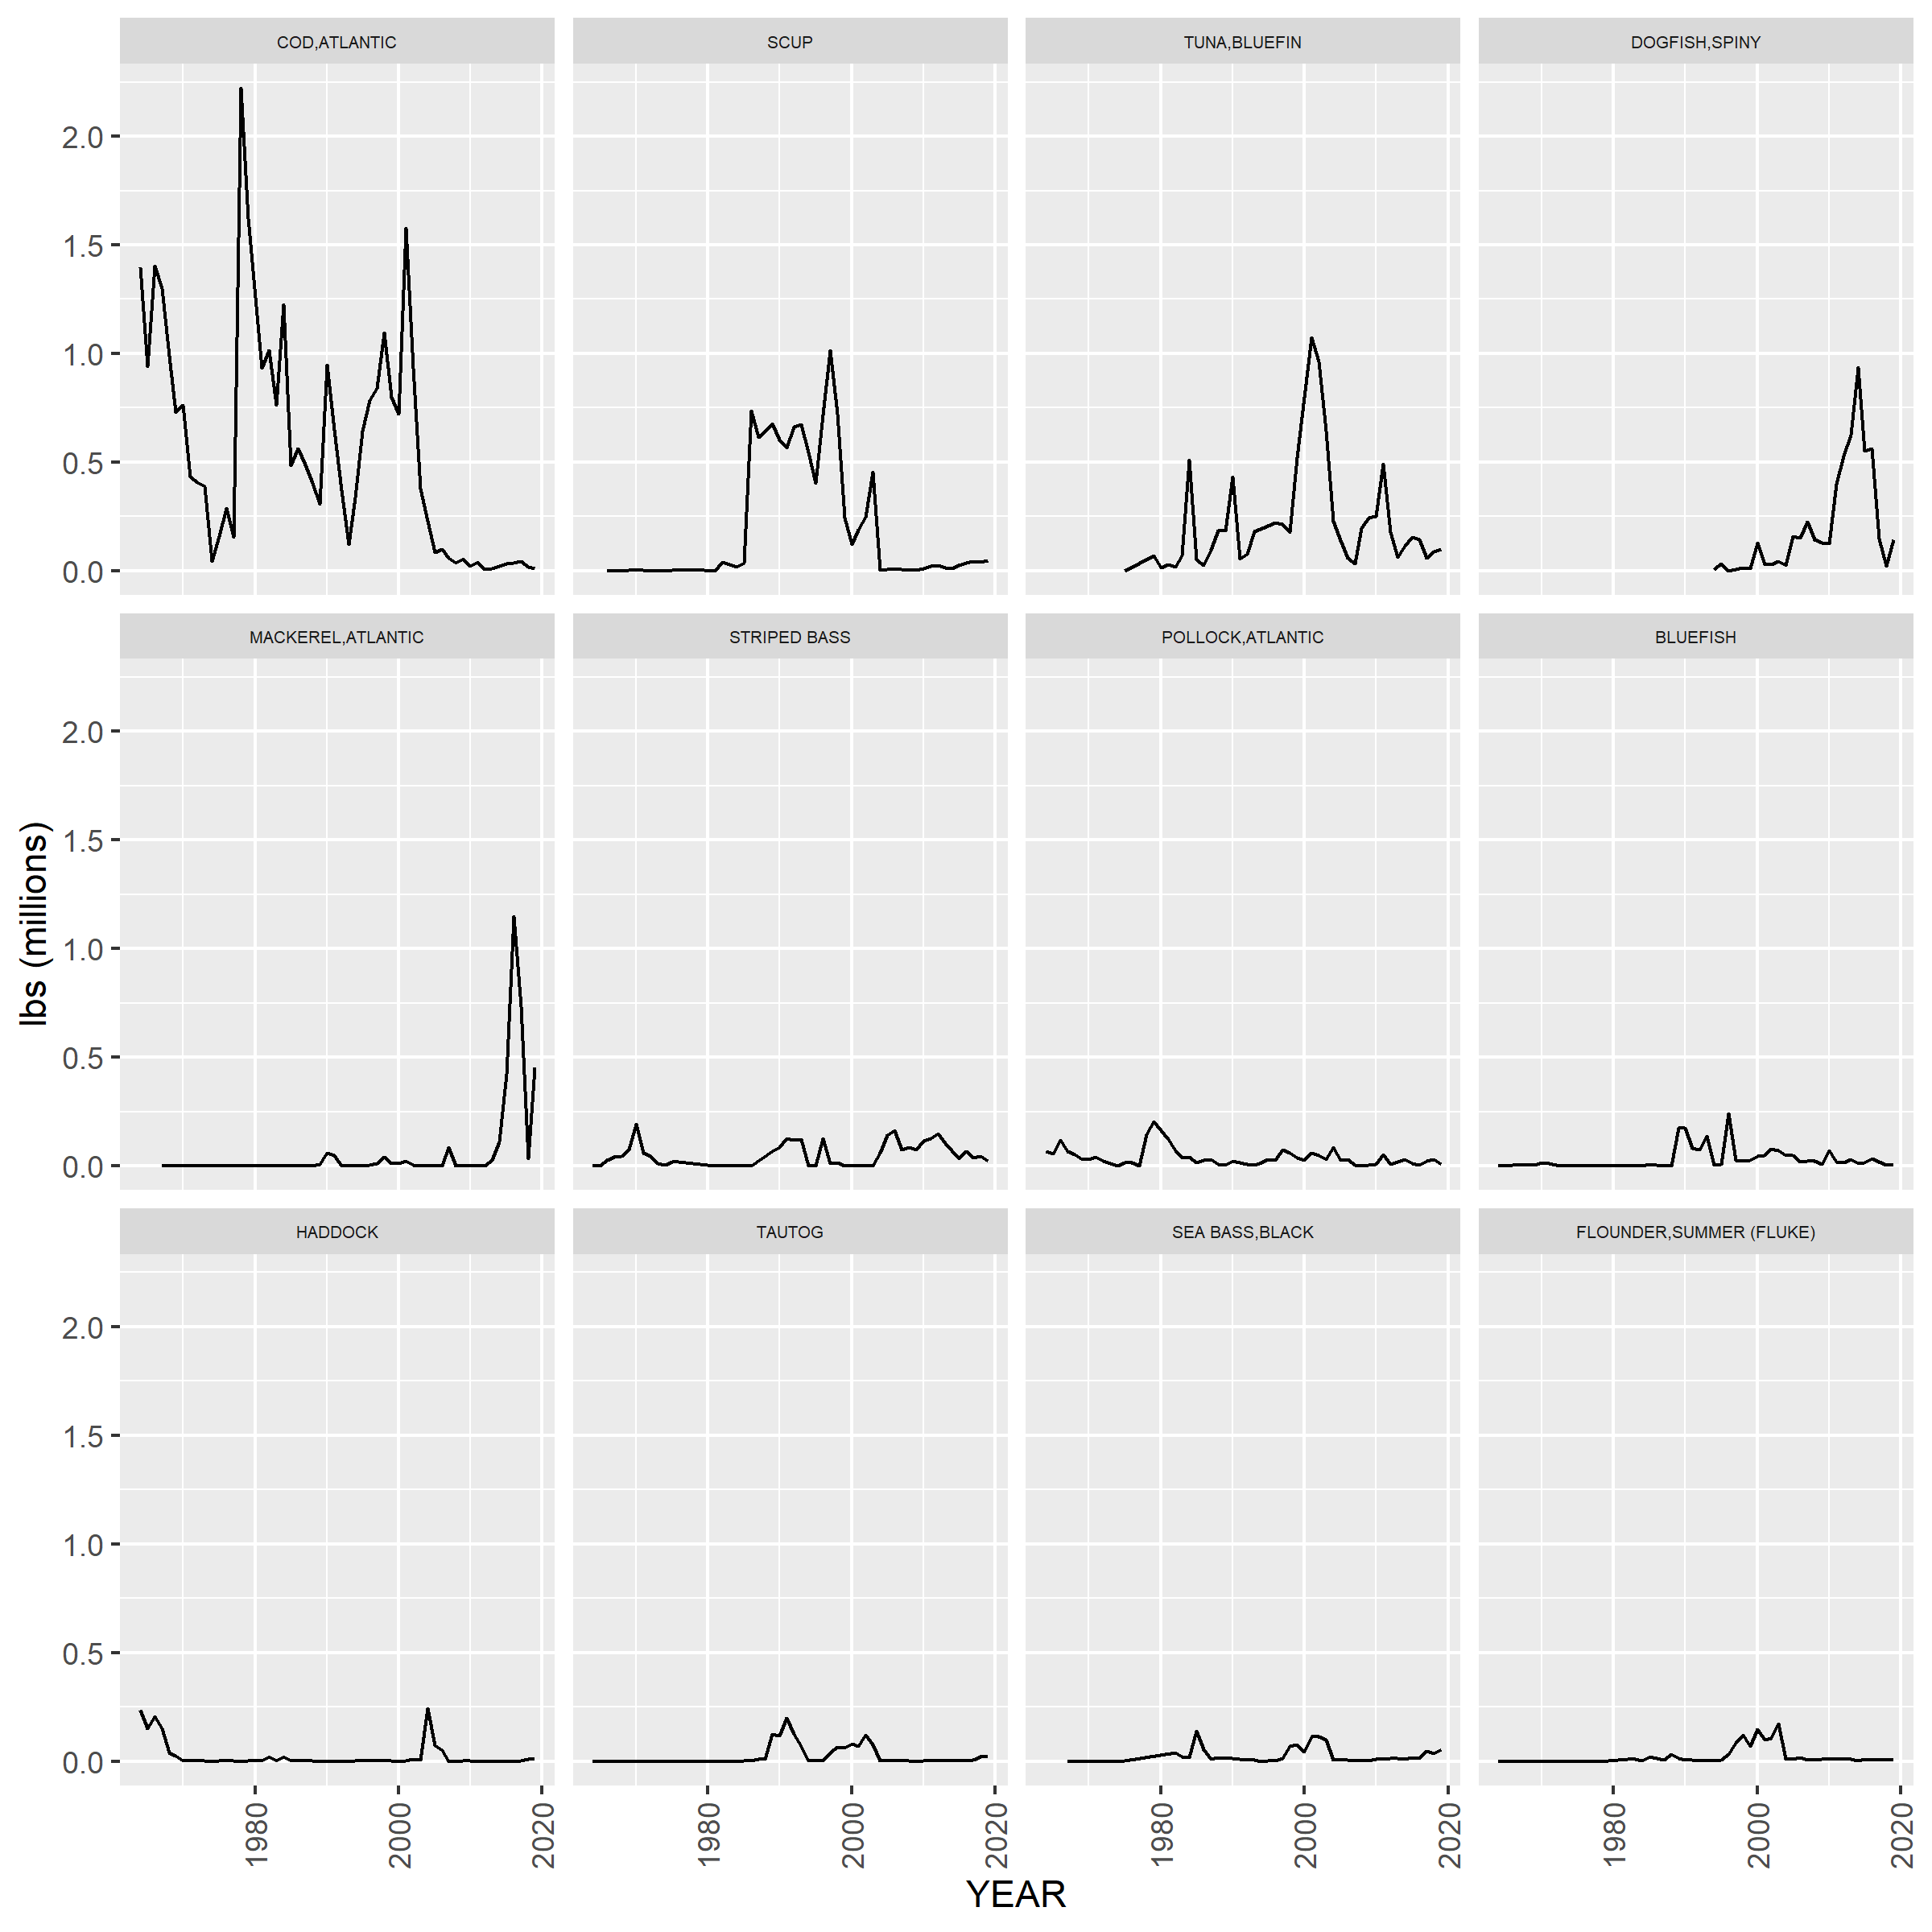 COD,ATLANTIC
SCUP
TUNA,BLUEFIN
DOGFISH,SPINY
2.0
1.5
1.0
0.5
0.0
MACKEREL,ATLANTIC
STRIPED BASS
POLLOCK,ATLANTIC
BLUEFISH
2.0
1.5
1.0
0.5
0.0
lbs (millions)
HADDOCK
TAUTOG
SEA BASS,BLACK
FLOUNDER,SUMMER (FLUKE)
2.0
1.5
1.0
0.5
0.0
1980
2000
2020
1980
2000
2020
1980
2000
2020
1980
2000
2020
YEAR